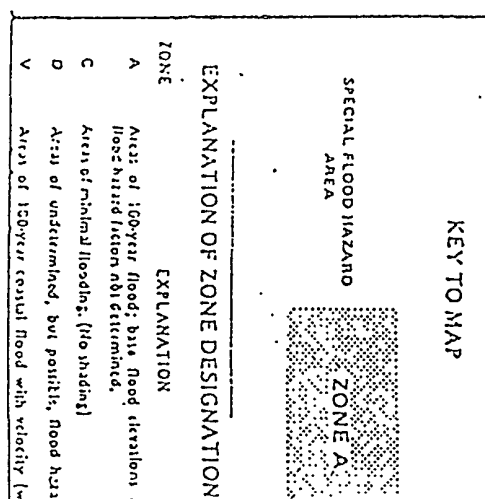 KEY TO MAP
SPECIAL FLOOD HAZARD
AREA
ZONE A
EXPLANATION OF ZONE DESIGNATION
ZONE EXPLANATION
A Areas of 100-year flood; base flood elevations
flood hazard factors not determined.
C Areas of minimal flooding. (No shading)
D Areas of undetermined, but possible, flood haza
V Areas of 100-year coastal flood with velocity (w